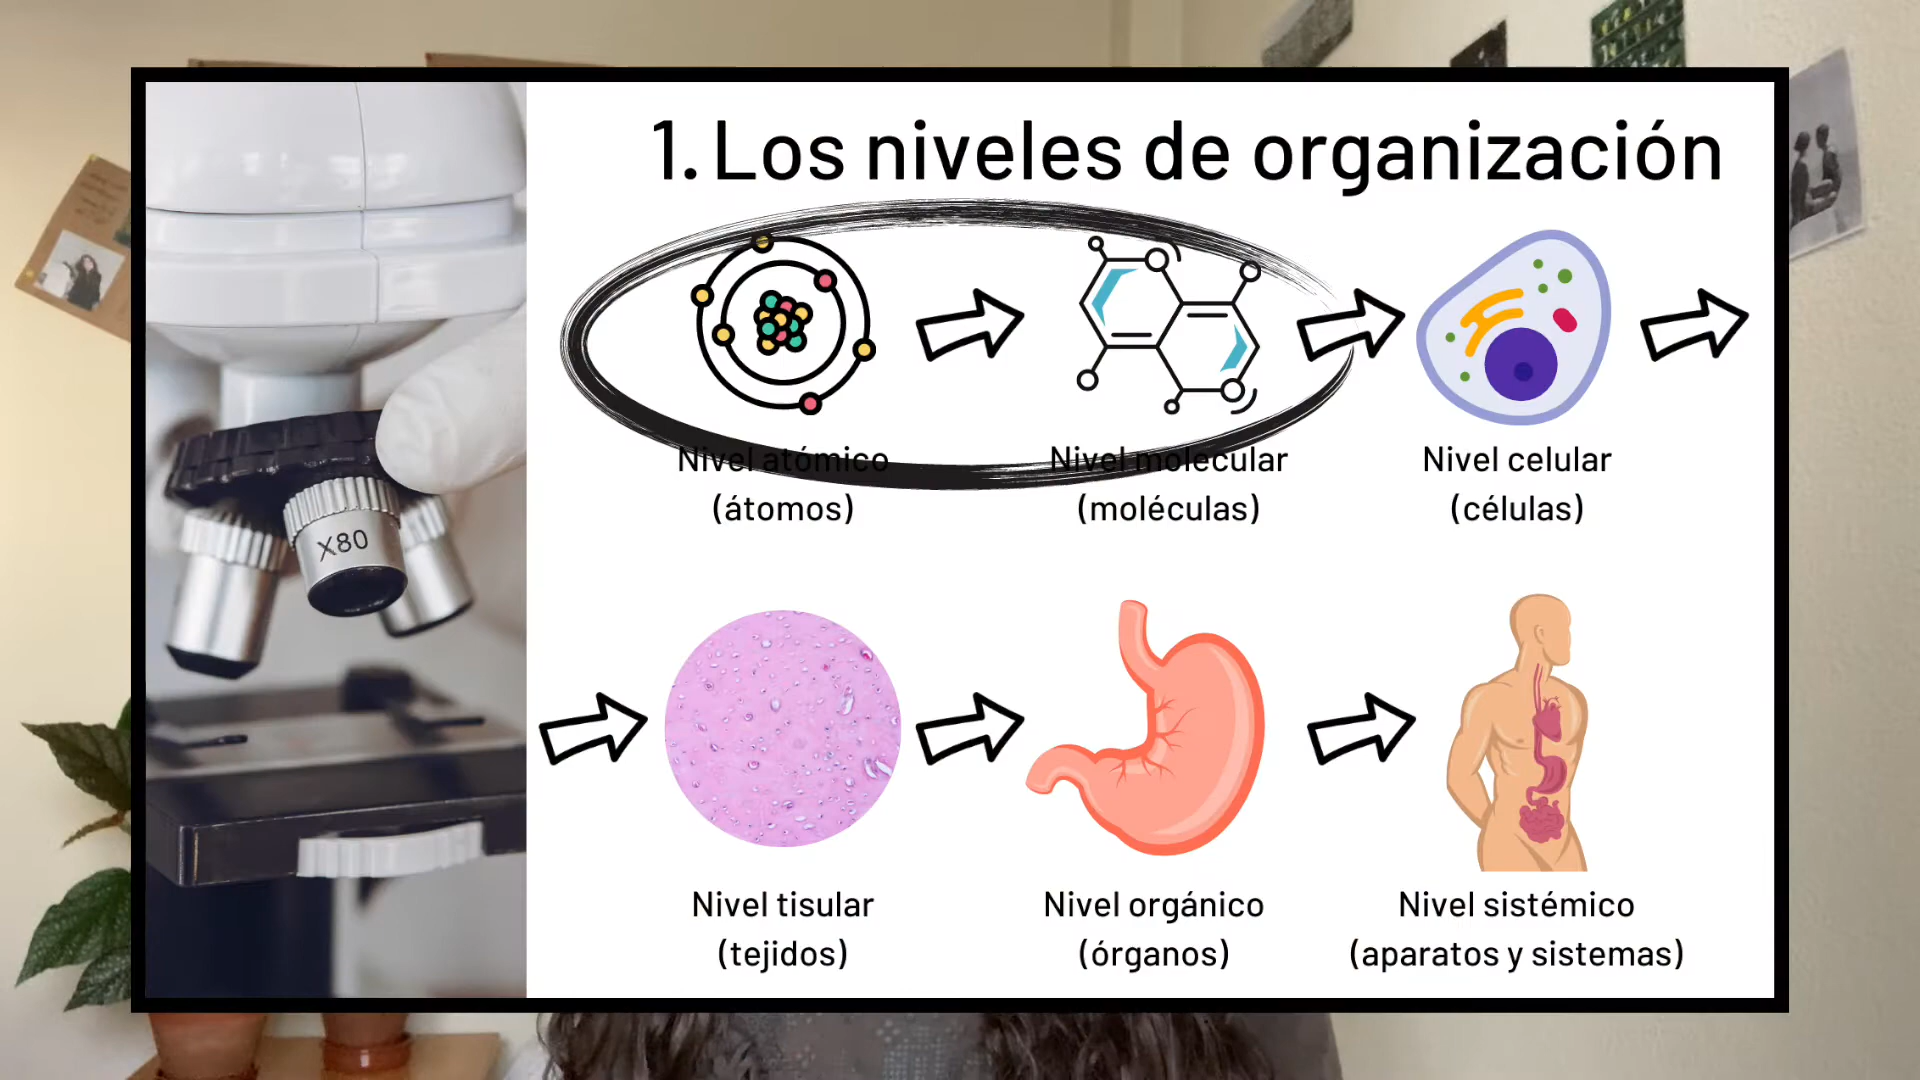 1. Los niveles de organización
Nivel atómico
(átomos)
Nivel molecular
(moléculas)
Nivel celular
(células)
X80
Nivel tisular
(tejidos)
Nivel orgánico
(órganos)
Nivel sistémico
(aparatos y sistemas)